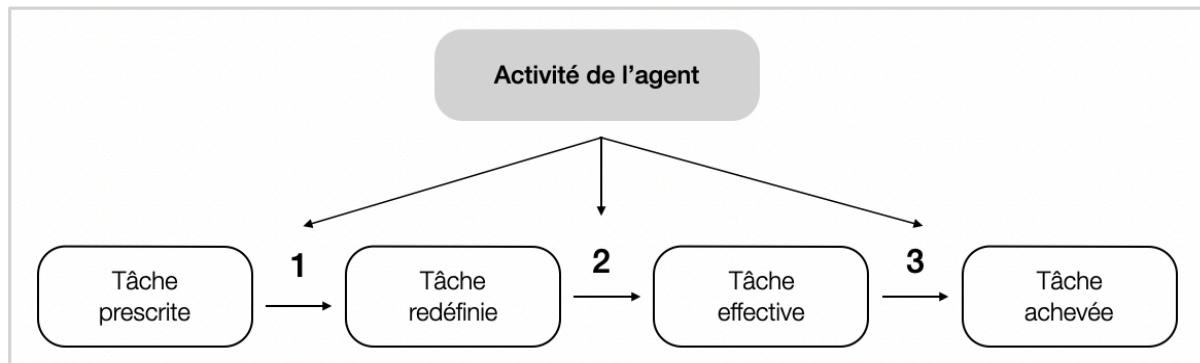 Activité de l’agent
1
2
3
Tâche
prescrite
Tâche
redéfinie
Tâche
effective
Tâche
achevée